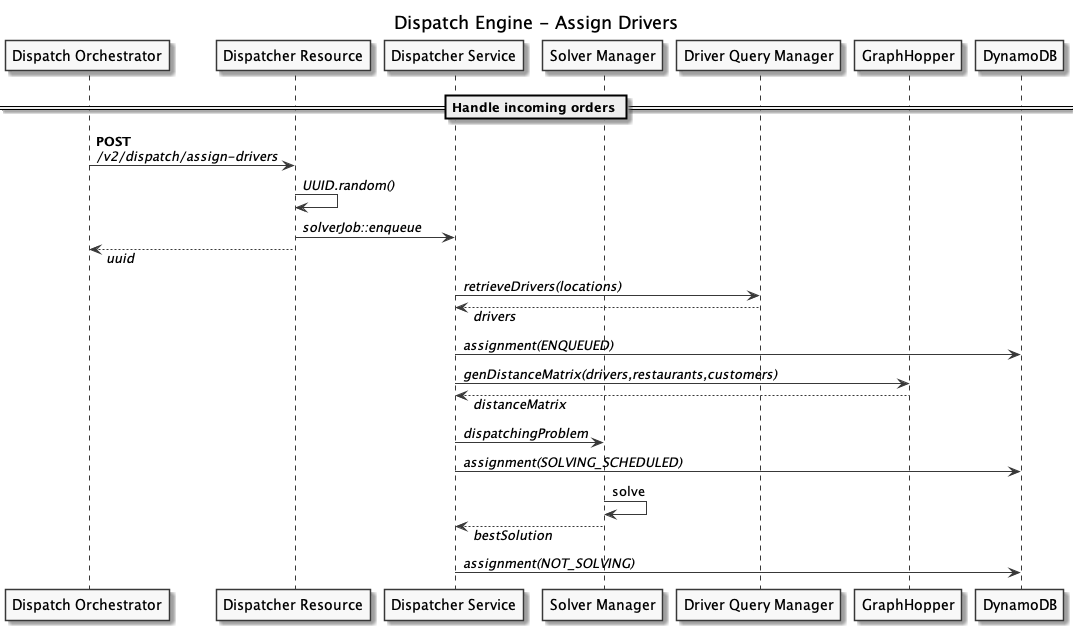 Dispatch Engine - Assign Drivers
Dispatch Orchestrator
Dispatcher Resource
Dispatcher Service
Solver Manager
Driver Query Manager
GraphHopper
DynamoDB
Handle incoming orders
POST
/v2/dispatch/assign-drivers
UUID.random()
solverJob::enqueue
uuid
retrieveDrivers(locations)
drivers
assignment(ENQUEUED)
genDistanceMatrix(drivers,restaurants,customers)
distanceMatrix
dispatchingProblem
assignment(SOLVING_SCHEDULED)
solve
bestSolution
assignment(NOT_SOLVING)
Dispatch Orchestrator
Dispatcher Resource
Dispatcher Service
Solver Manager
Driver Query Manager
GraphHopper
DynamoDB